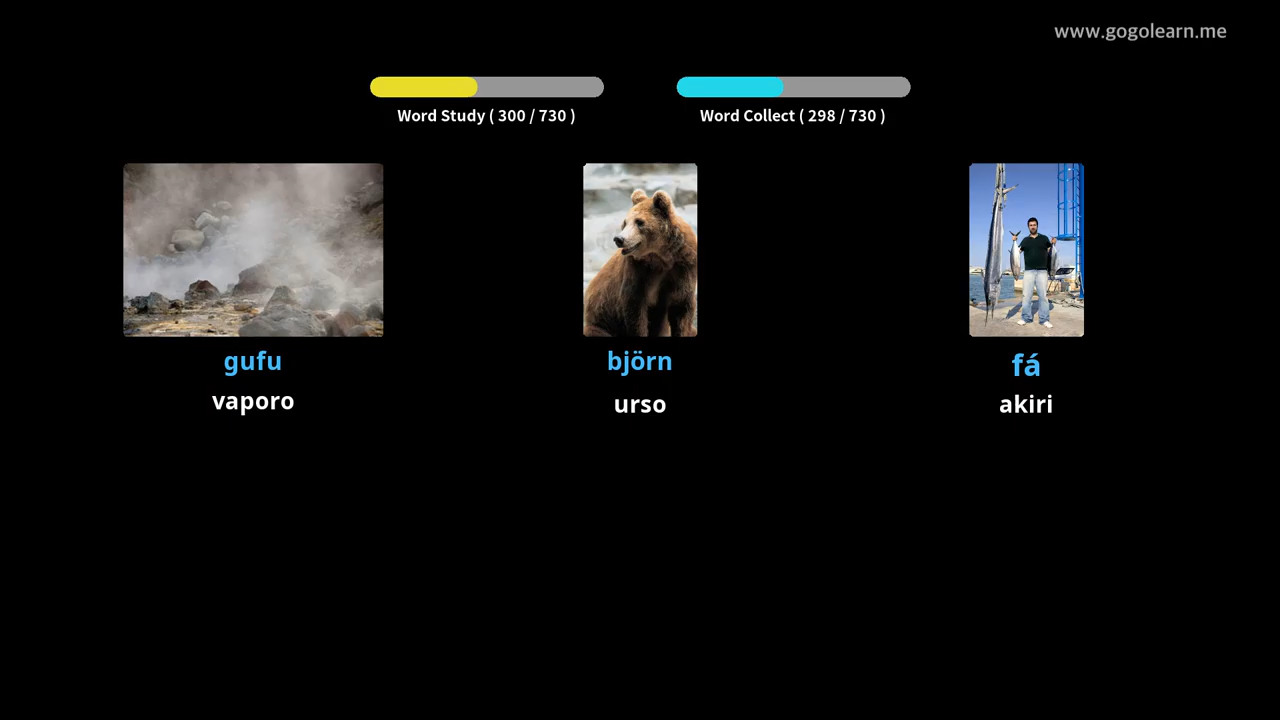 www.gogolearn.me
Word Study ( 300 / 730 )
Word Collect ( 298 / 730 )
gufu
björn
fá
vaporo
urso
akiri